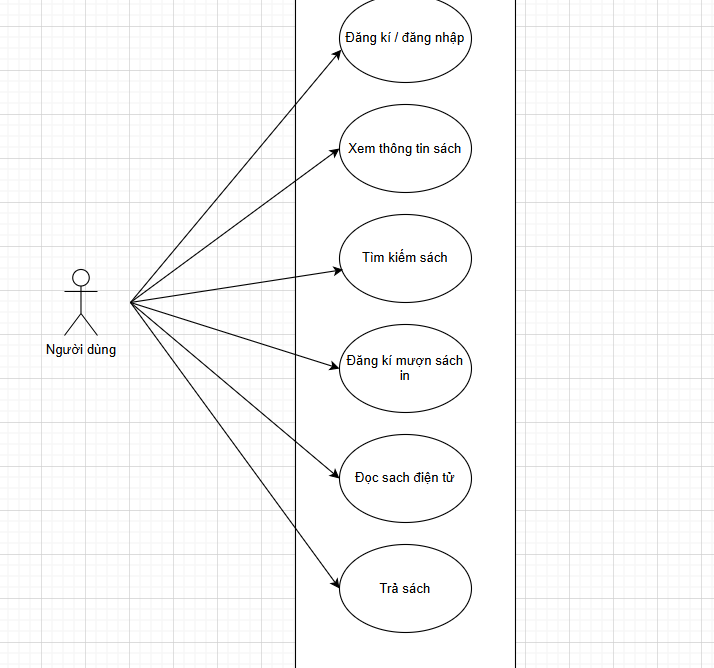 Đăng kí / đăng nhập
Xem thông tin sách
Tìm kiếm sách
Người dùng
Đăng kí mượn sách
in
Đọc sach điện tử
Trả sách